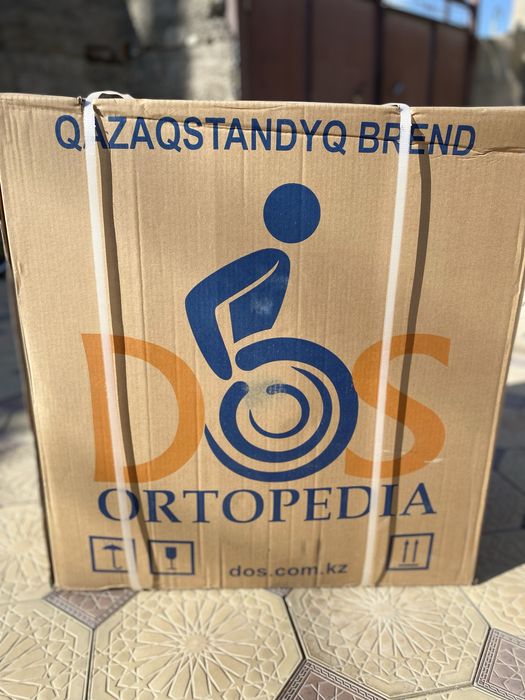 QAZAQSTANDYQ BREND
DOS
ORTOPEDIA
dos.com.kz